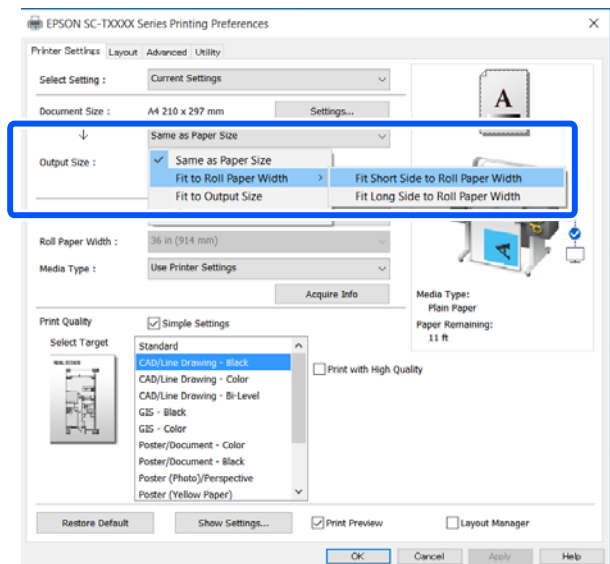 EPSON SC-TXXXX Series Printing Preferences
Printer Settings Layout Advanced Utility
Select Setting : Current Settings
Document Size : A4 210 x 297 mm Settings...
A
↓ Same as Paper Size
Output Size : ✓ Same as Paper Size
Fit to Roll Paper Width > Fit Short Side to Roll Paper Width
Fit to Output Size Fit Long Side to Roll Paper Width
Roll Paper Width : 36 in (914 mm)
A
Media Type : Use Printer Settings
Acquire Info
Media Type:
Plain Paper
Paper Remaining:
11 ft
Print Quality Simple Settings
Select Target
REAL ESTATE
Standard
CAD/Line Drawing - Black
CAD/Line Drawing - Color
CAD/Line Drawing - Bi-Level
GIS - Black
GIS - Color
Poster/Document - Color
Poster/Document - Black
Poster (Photo)/Perspective
Poster (Yellow Paper)
Print with High Quality
Restore Default Show Settings... Print Preview Layout Manager
OK Cancel Apply Help